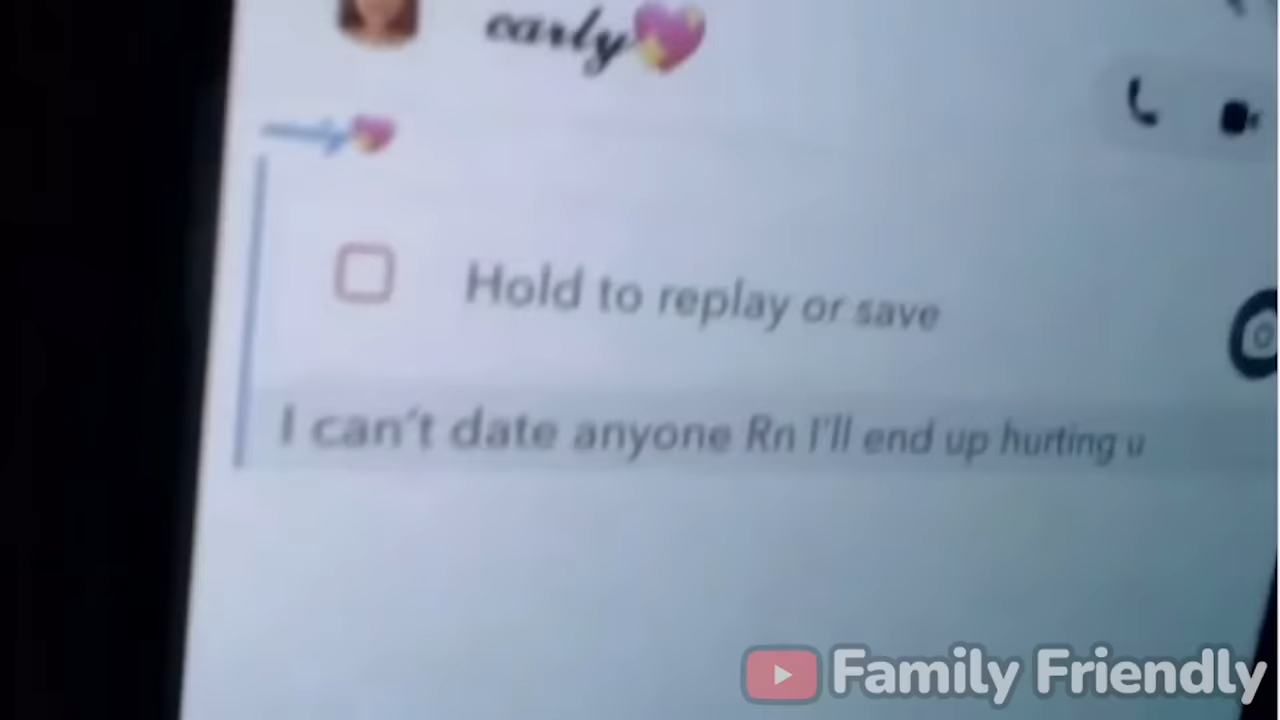 carly💖
Hold to replay or save
I can't date anyone Rn I'll end up hurting u
Family Friendly